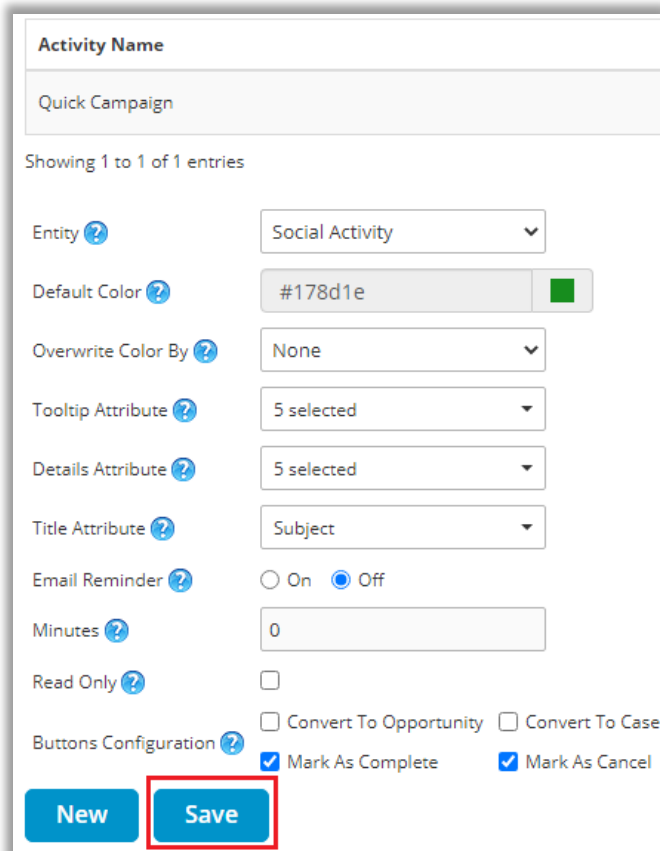 Activity Name
Quick Campaign
Showing 1 to 1 of 1 entries
Entity ? Social Activity
Default Color ? #178d1e
Overwrite Color By ? None
Tooltip Attribute ? 5 selected
Details Attribute ? 5 selected
Title Attribute ? Subject
Email Reminder ? On Off
Minutes ? 0
Read Only ?
Convert To Opportunity Convert To Case
Buttons Configuration ?
Mark As Complete Mark As Cancel
New Save